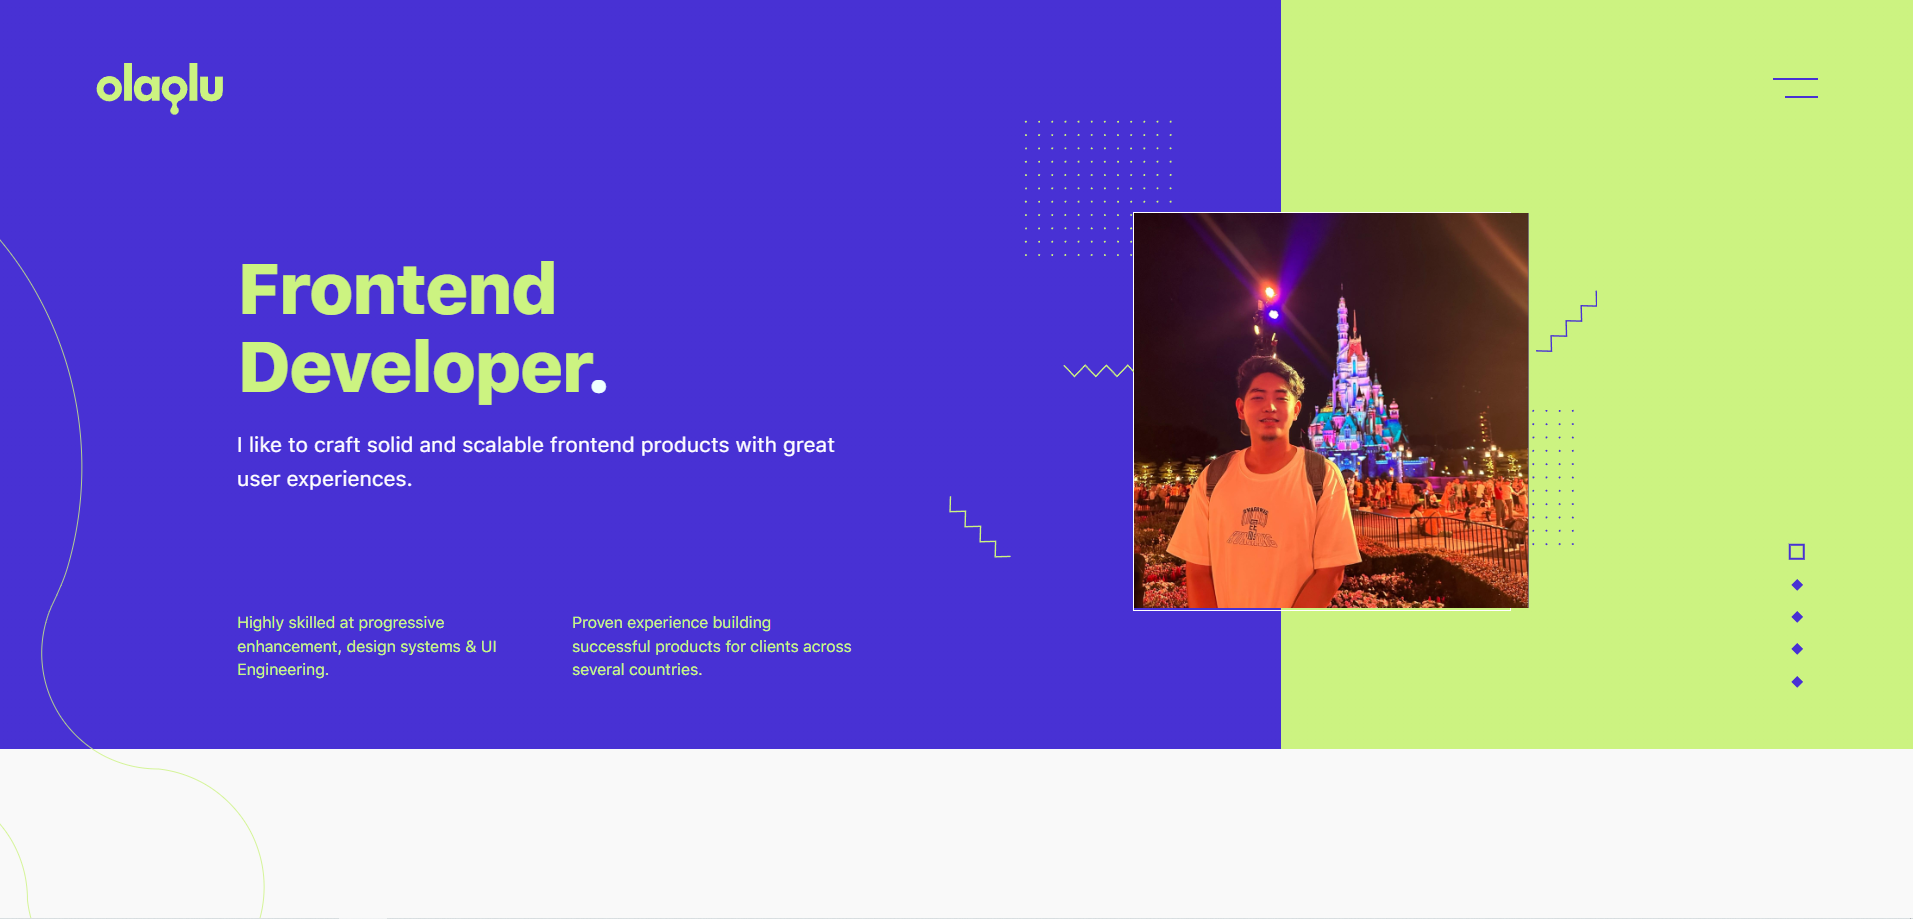 olaolu
Frontend
Developer.
I like to craft solid and scalable frontend products with great
user experiences.
Highly skilled at progressive
enhancement, design systems & UI
Engineering.
Proven experience building
successful products for clients across
several countries.